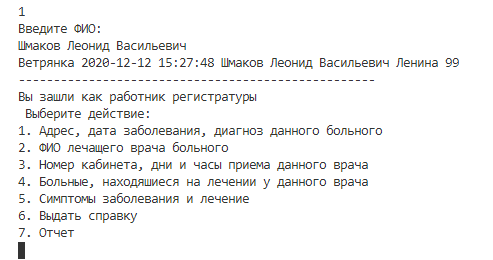 1
Введите ФИО:
Шмаков Леонид Васильевич
Ветрянка 2020-12-12 15:27:48 Шмаков Леонид Васильевич Ленина 99
---------------------------------------------------
Вы зашли как работник регистратуры
Выберите действие:
1. Адрес, дата заболевания, диагноз данного больного
2. ФИО лечащего врача больного
3. Номер кабинета, дни и часы приема данного врача
4. Больные, находяшиеся на лечении у данного врача
5. Симптомы заболевания и лечение
6. Выдать справку
7. Отчет